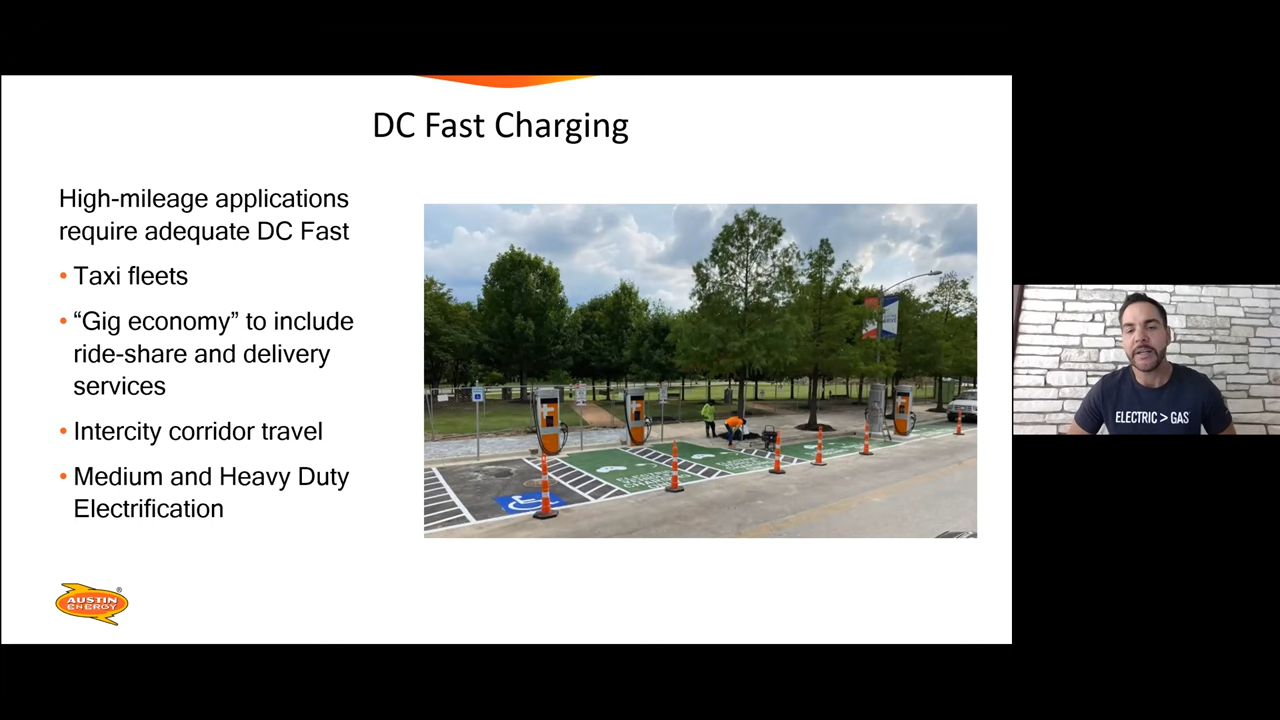 DC Fast Charging
High-mileage applications
require adequate DC Fast
• Taxi fleets
• “Gig economy” to include
ride-share and delivery
services
• Intercity corridor travel
• Medium and Heavy Duty
Electrification
AUSTIN
ENERGY®
ELECTRIC > GAS